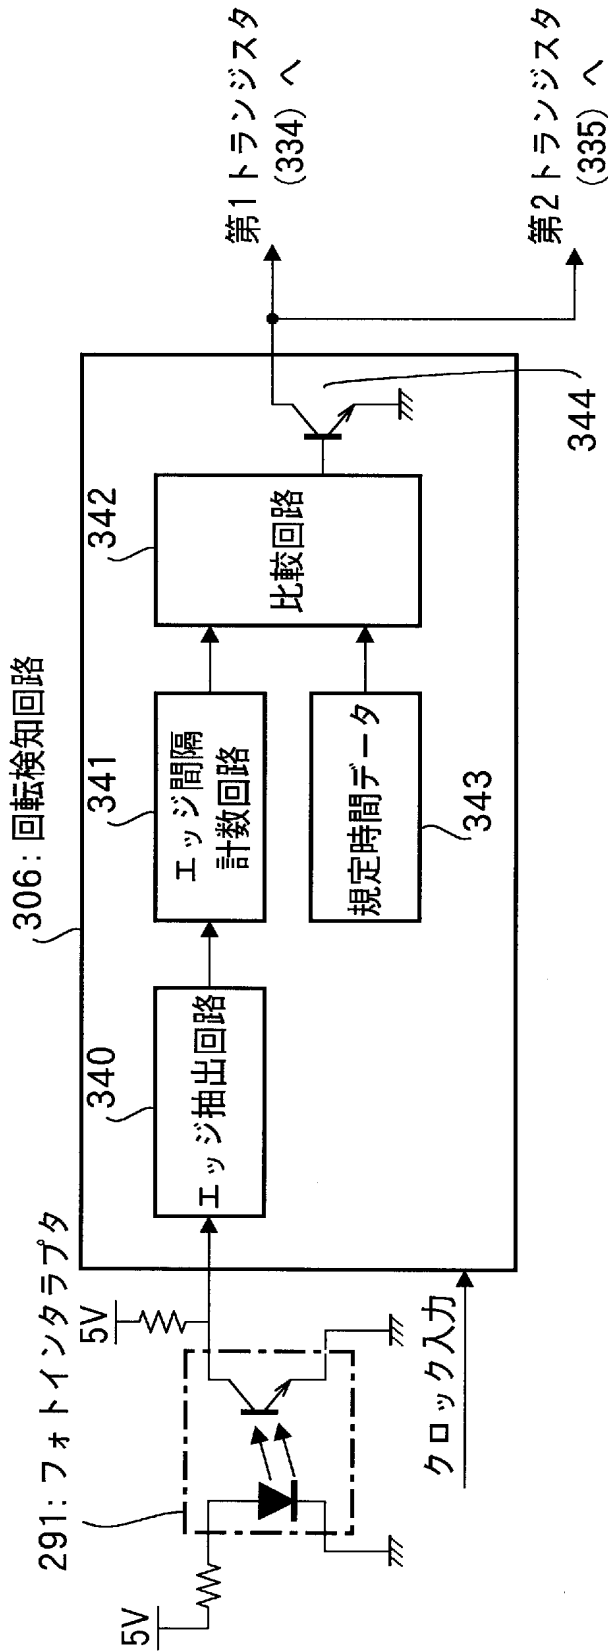 306:回転検知回路
291:フォトインタラプタ
5V
5V
340
エッジ抽出回路
341
エッジ間隔
計数回路
342
比較回路
規定時間データ
343
344
クロック入力
第1トランジスタ
(334)へ
第2トランジスタ
(335)へ